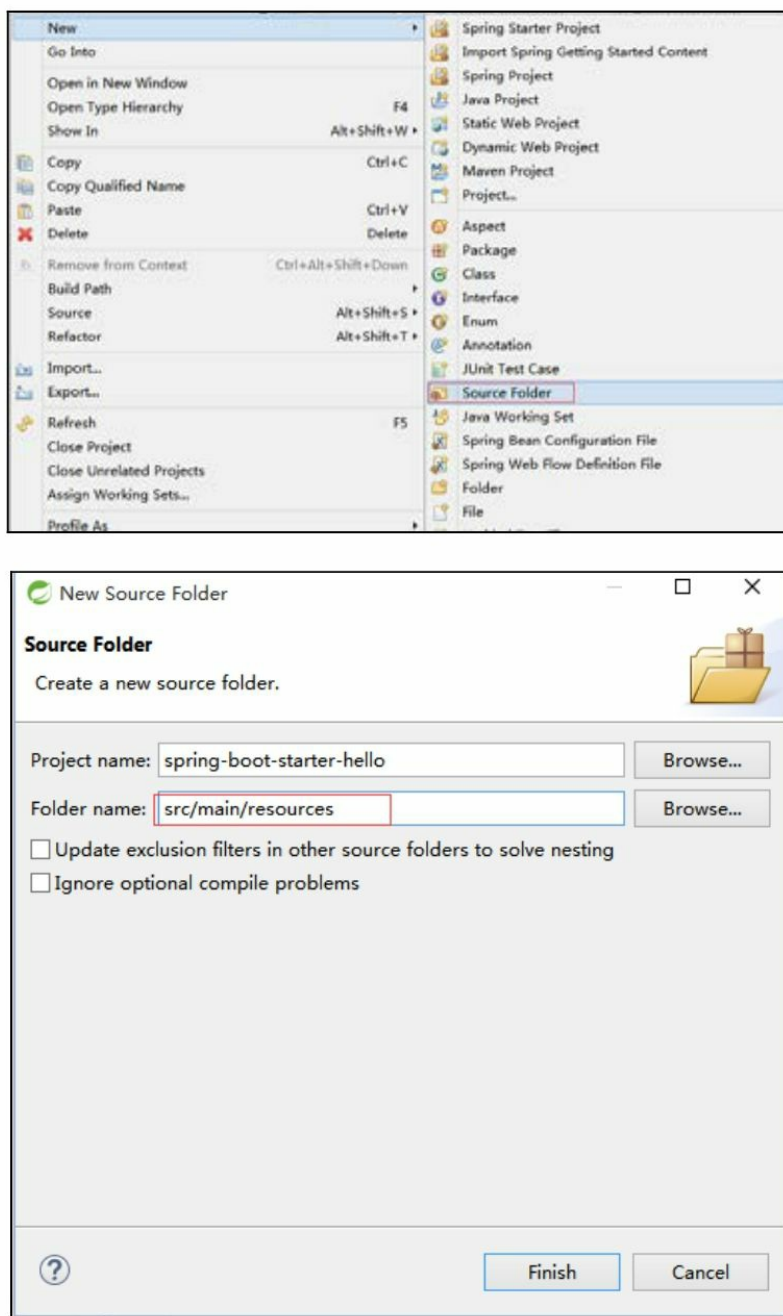 New
Go Into
Open in New Window
Open Type Hierarchy F4
Show In Alt+Shift+W
Copy Ctrl+C
Copy Qualified Name
Paste Ctrl+V
Delete Delete
Remove from Context Ctrl+Alt+Shift+Down
Build Path
Source Alt+Shift+S
Refactor Alt+Shift+T
Import...
Export...
Refresh F5
Close Project
Close Unrelated Projects
Assign Working Sets...
Profile As
Spring Starter Project
Import Spring Getting Started Content
Spring Project
Java Project
Static Web Project
Dynamic Web Project
Maven Project
Project...
Aspect
Package
Class
Interface
Enum
Annotation
JUnit Test Case
Source Folder
Java Working Set
Spring Bean Configuration File
Spring Web Flow Definition File
Folder
File
New Source Folder
Source Folder
Create a new source folder.
Project name: spring-boot-starter-hello Browse...
Folder name: src/main/resources Browse...
Update exclusion filters in other source folders to solve nesting
Ignore optional compile problems
? Finish Cancel